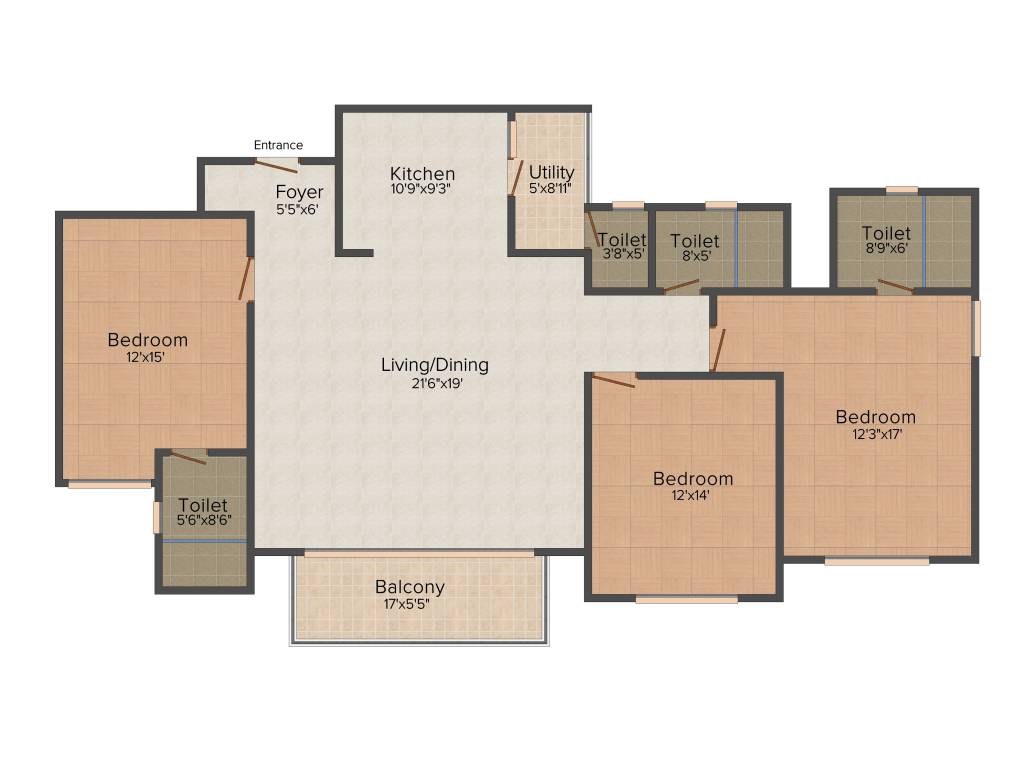 Entrance
Foyer
5'5"x6'
Kitchen
10'9"x9'3"
Utility
5'x8'11"
Toilet
3'8"x5'
Toilet
8'x5'
Toilet
8'9"x6'
Bedroom
12'x15'
Living/Dining
21'6"x19'
Bedroom
12'3"x17'
Bedroom
12'x14'
Toilet
5'6"x8'6"
Balcony
17'x5'5"